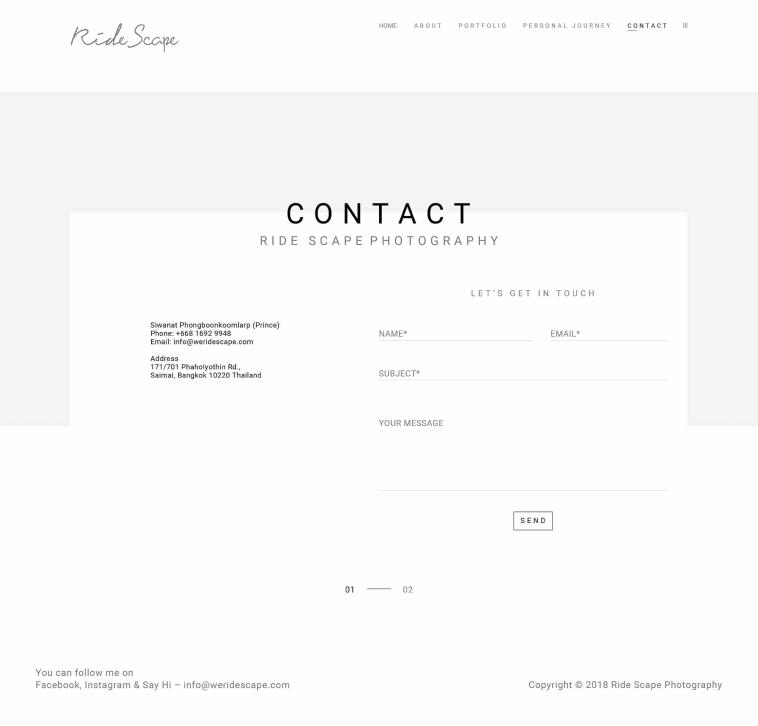 Ride Scape
HOME ABOUT PORTFOLIO PERSONAL JOURNEY CONTACT
CONTACT
RIDE SCAPE PHOTOGRAPHY
LET'S GET IN TOUCH
Siwanat Phongboonkoomlarp (Prince)
Phone: +668 1692 9948
Email: info@weridescape.com
Address
171/701 Phaholyothin Rd.,
Saimai, Bangkok 10220 Thailand
NAME* EMAIL*
SUBJECT*
YOUR MESSAGE
SEND
01 02
You can follow me on
Facebook, Instagram & Say Hi – info@weridescape.com
Copyright © 2018 Ride Scape Photography